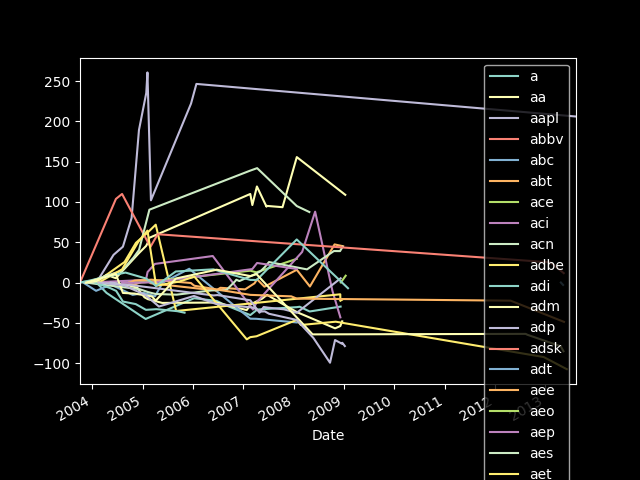 250
200
150
100
50
0
−50
−100
2004
2005
2006
2007
2008
2009
2010
2011
2012
2013
Date
a
aa
aapl
abbv
abc
abt
ace
aci
acn
adbe
adi
adm
adp
adsk
adt
aee
aeo
aep
aes
aet